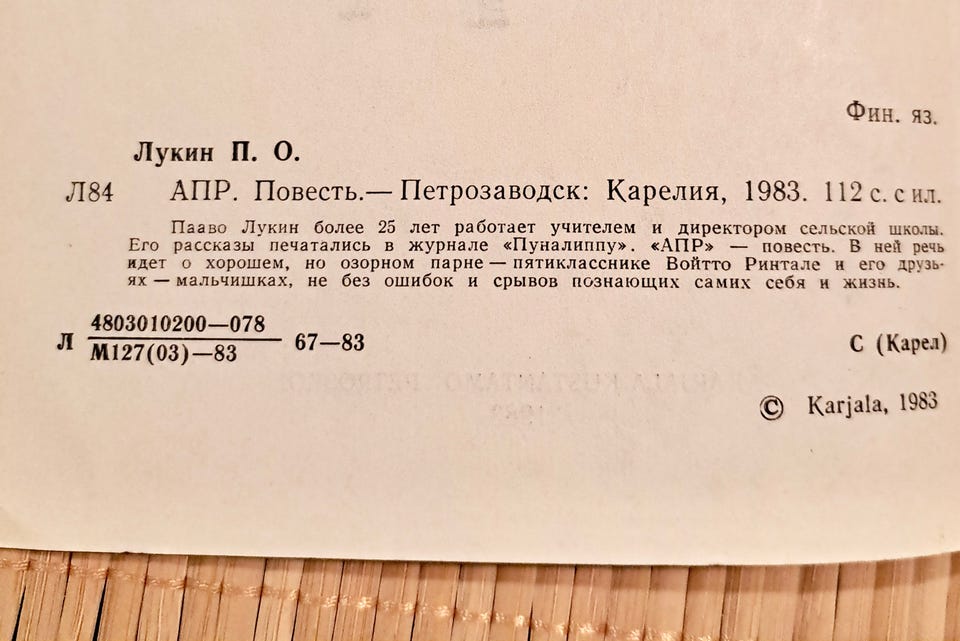 Фин. яз.
Лукин П. О.
Л84 АПР. Повесть.— Петрозаводск: Карелия, 1983. 112 с. с ил.
Пааво Лукин более 25 лет работает учителем и директором сельской школы.
Его рассказы печатались в журнале «Пуналиппу». «АПР» — повесть. В ней речь
идет о хорошем, но озорном парне — пятикласснике Войтто Ринтале и его друзь-
ях — мальчишках, не без ошибок и срывов познающих самих себя и жизнь.
Л 4803010200—078 67—83
М127(03)—83
С (Карел)
© Karjala, 1983